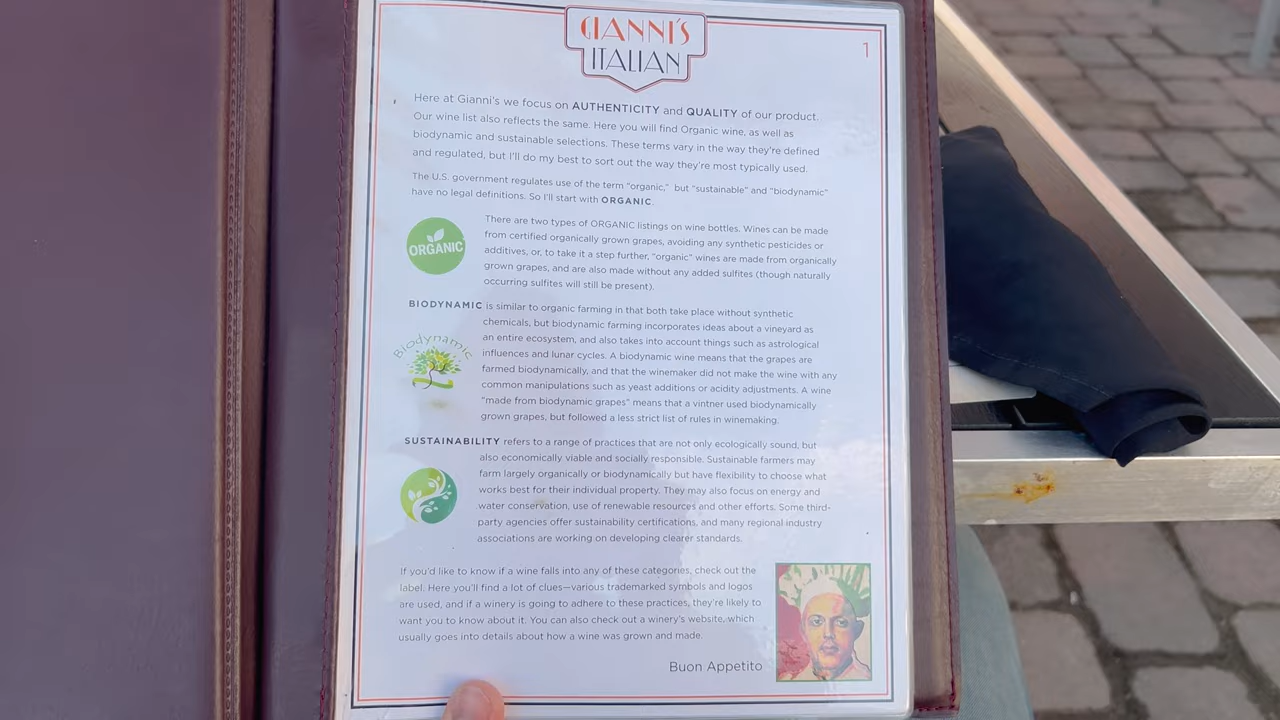 GIANNI'S
ITALIAN
1
Here at Gianni's we focus on AUTHENTICITY and QUALITY of our product.
Our wine list also reflects the same. Here you will find Organic wine, as well as
biodynamic and sustainable selections. These terms vary in the way they're defined
and regulated, but I'll do my best to sort out the way they're most typically used.
The U.S. government regulates use of the term "organic," but "sustainable" and "biodynamic"
have no legal definitions. So I'll start with ORGANIC.
ORGANIC
There are two types of ORGANIC listings on wine bottles. Wines can be made
from certified organically grown grapes, avoiding any synthetic pesticides or
additives, or, to take it a step further, "organic" wines are made from organically
grown grapes, and are also made without any added sulfites (though naturally
occurring sulfites will still be present).
BIODYNAMIC is similar to organic farming in that both take place without synthetic
chemicals, but biodynamic farming incorporates ideas about a vineyard as
an entire ecosystem, and also takes into account things such as astrological
influences and lunar cycles. A biodynamic wine means that the grapes are
farmed biodynamically, and that the winemaker did not make the wine with any
common manipulations such as yeast additions or acidity adjustments. A wine
"made from biodynamic grapes" means that a vintner used biodynamically
grown grapes, but followed a less strict list of rules in winemaking.
Biodynamic
SUSTAINABILITY refers to a range of practices that are not only ecologically sound, but
also economically viable and socially responsible. Sustainable farmers may
farm largely organically or biodynamically but have flexibility to choose what
works best for their individual property. They may also focus on energy and
water conservation, use of renewable resources and other efforts. Some third-
party agencies offer sustainability certifications, and many regional industry
associations are working on developing clearer standards.
If you'd like to know if a wine falls into any of these categories, check out the
label. Here you'll find a lot of clues—various trademarked symbols and logos
are used, and if a winery is going to adhere to these practices, they're likely to
want you to know about it. You can also check out a winery's website, which
usually goes into details about how a wine was grown and made.
Buon Appetito